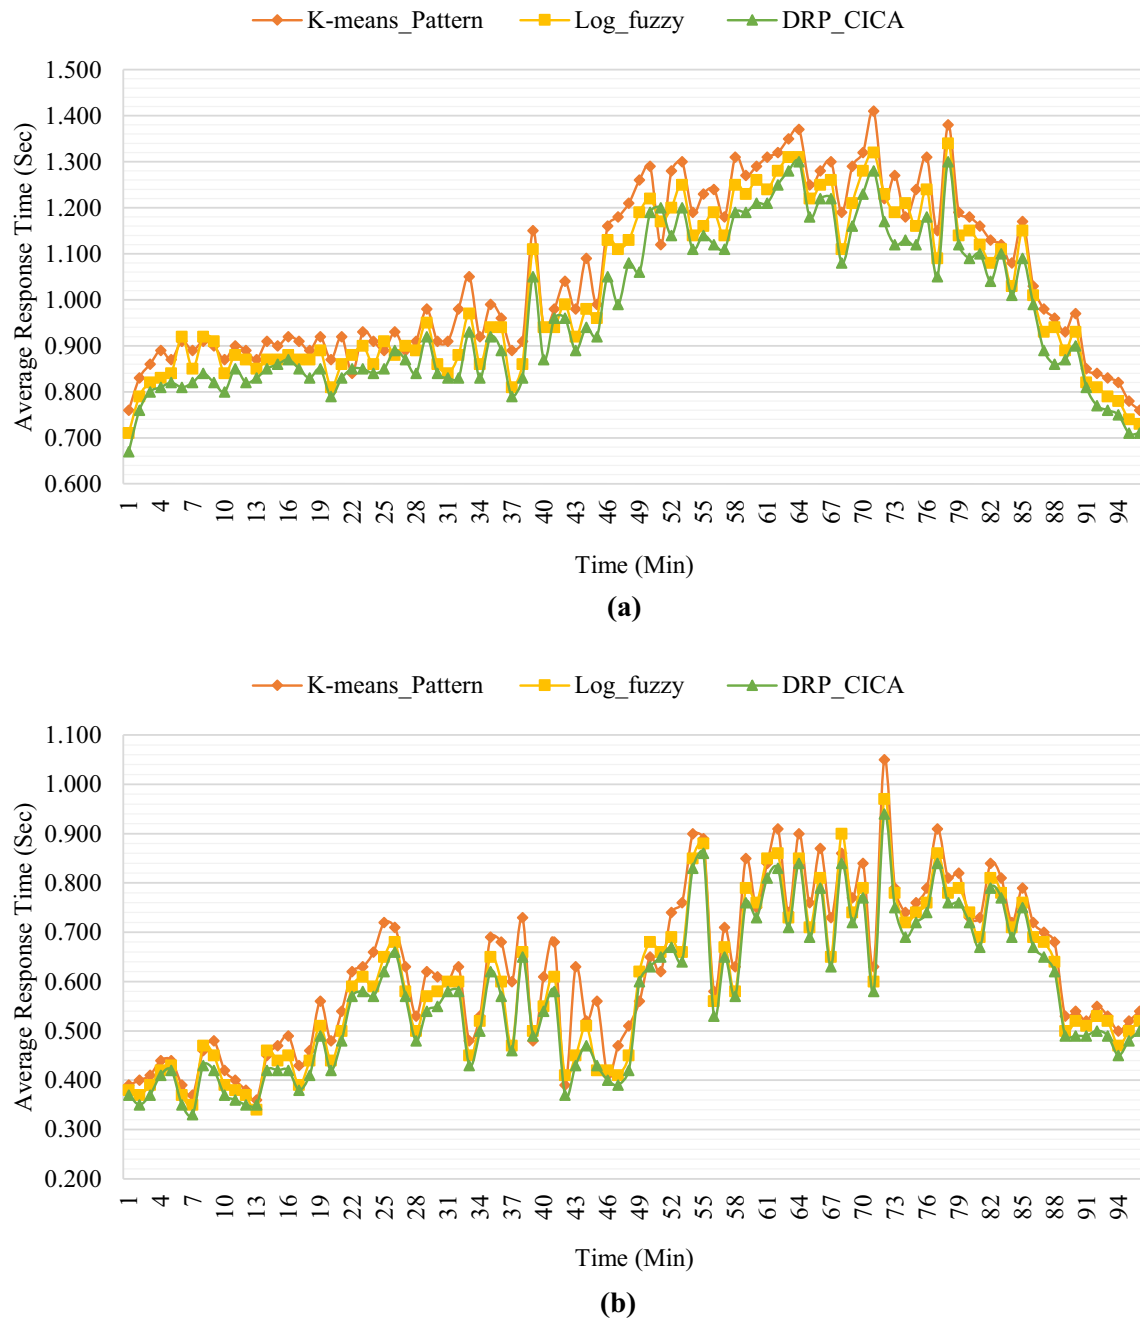 K-means_Pattern Log_fuzzy DRP_CICA
Average Response Time (Sec)
1.500
1.400
1.300
1.200
1.100
1.000
0.900
0.800
0.700
0.600
1 4 7 10 13 16 19 22 25 28 31 34 37 40 43 46 49 52 55 58 61 64 67 70 73 76 79 82 85 88 91 94
Time (Min)
(a)
K-means_Pattern Log_fuzzy DRP_CICA
Average Response Time (Sec)
1.100
1.000
0.900
0.800
0.700
0.600
0.500
0.400
0.300
0.200
1 4 7 10 13 16 19 22 25 28 31 34 37 40 43 46 49 52 55 58 61 64 67 70 73 76 79 82 85 88 91 94
Time (Min)
(b)